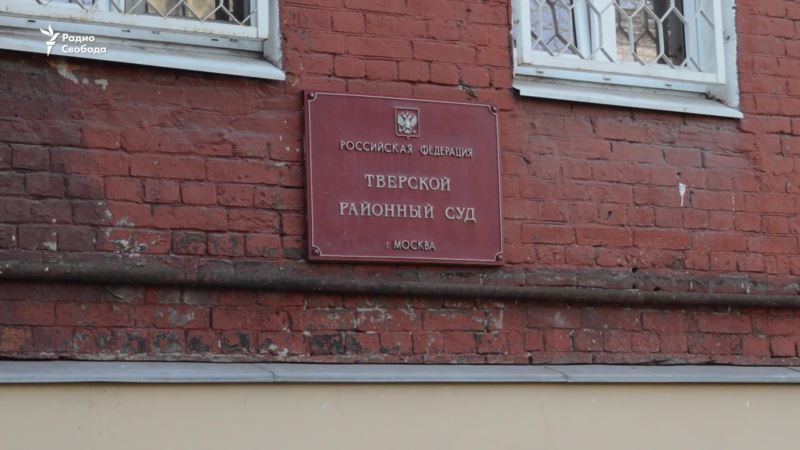 Радио
Свобода
РОССИЙСКАЯ ФЕДЕРАЦИЯ
ТВЕРСКОЙ
РАЙОННЫЙ СУД
г МОСКВА